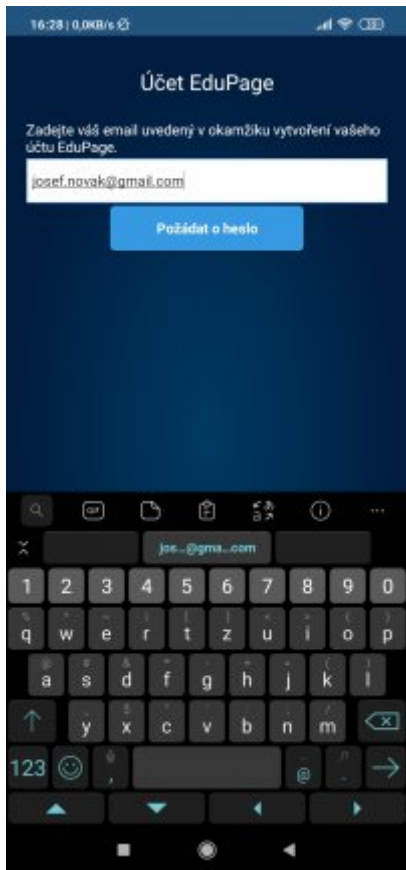 16:28 | 0,0KB/s
Účet EduPage
Zadejte váš email uvedený v okamžiku vytvoření vašeho
účtu EduPage.
josef.novak@gmail.com
Požádat o heslo
GIF
jos...@gma...com
1 2 3 4 5 6 7 8 9 0
q w e r t z u i o p
a s d f g h j k l
y x c v b n m
123 , @ -